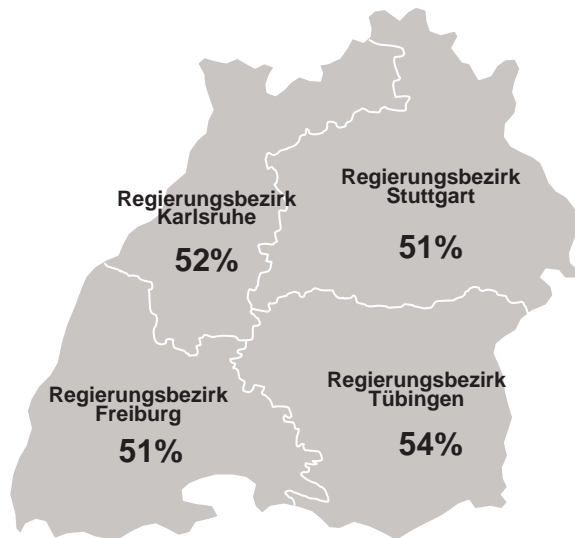 Regierungsbezirk
Karlsruhe
52%
Regierungsbezirk
Stuttgart
51%
Regierungsbezirk
Freiburg
51%
Regierungsbezirk
Tübingen
54%